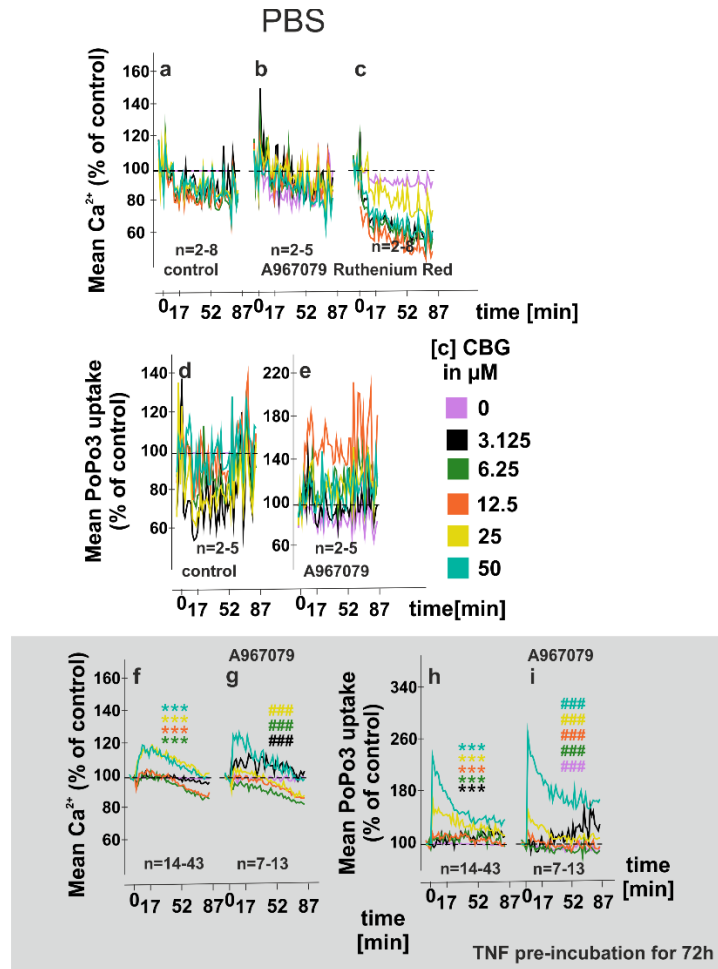 PBS
Mean Ca²⁺ (% of control)
160
140
120
100
80
60
a
b
c
n=2-8
control
n=2-5
A967079
n=2-8
Ruthenium Red
0 17 52 87
0 17 52 87
0 17 52 87
time [min]
Mean PoPo3 uptake
(% of control)
140
120
100
80
60
d
n=2-5
control
220
180
140
100
60
e
n=2-5
A967079
0 17 52 87
0 17 52 87
time[min]
[c] CBG
in µM
0
3.125
6.25
12.5
25
50
Mean Ca²⁺ (% of control)
160
140
120
100
80
60
f
***
***
***
***
n=14-43
A967079
g
###
###
###
n=7-13
0 17 52 87
0 17 52 87
time
[min]
Mean PoPo3 uptake
(% of control)
340
260
180
100
h
***
***
***
***
***
n=14-43
A967079
i
###
###
###
###
###
n=7-13
0 17 52 87
0 17 52 87
time
[min]
TNF pre-incubation for 72h